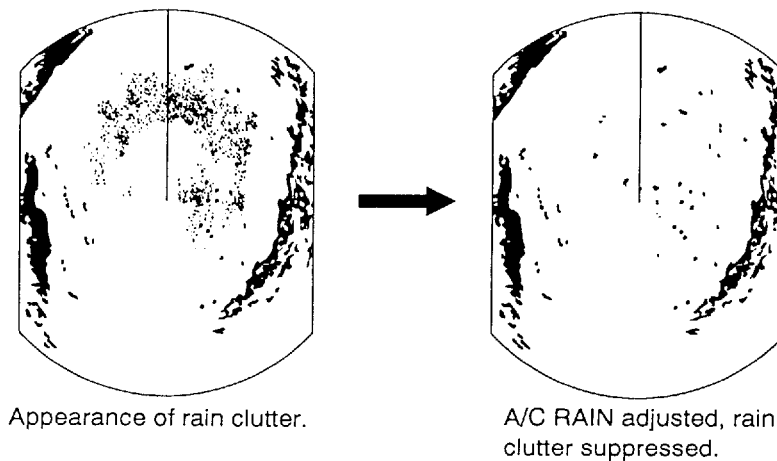 Appearance of rain clutter.
A/C RAIN adjusted, rain
clutter suppressed.